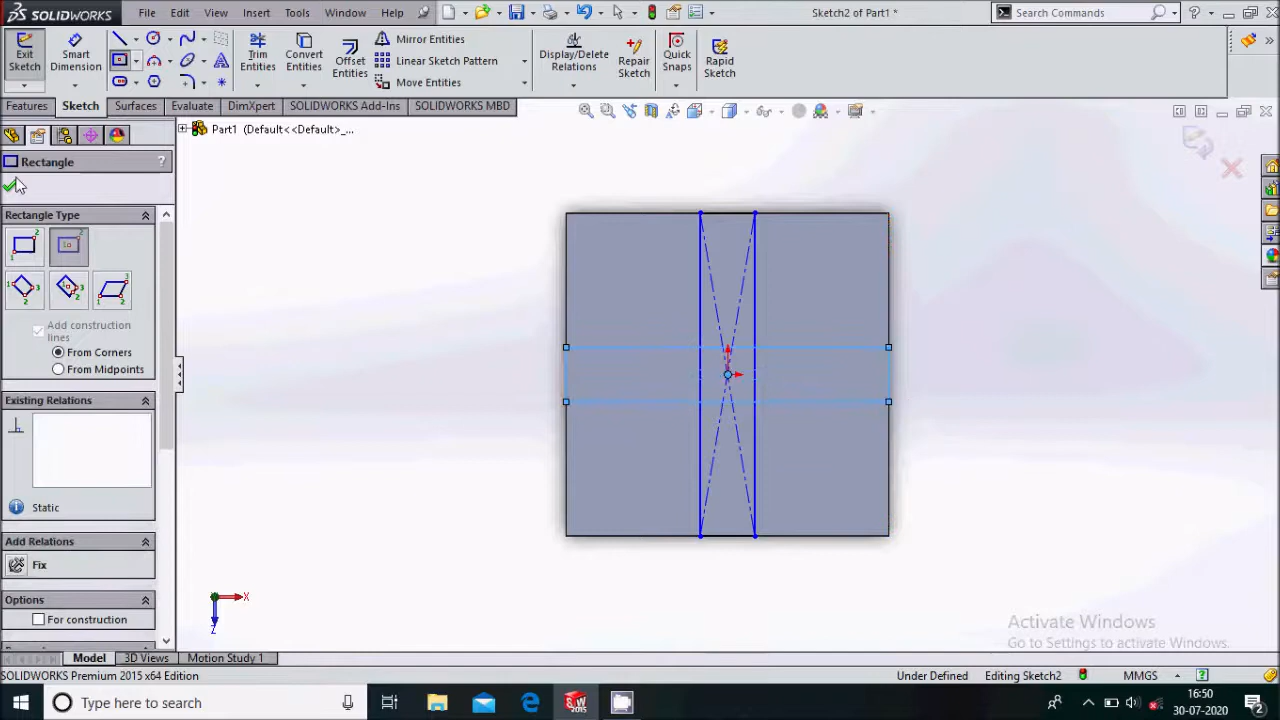 SOLIDWORKS File Edit View Insert Tools Window Help Sketch2 of Part1 * Search Commands
Exit Sketch
Smart Dimension
Trim Entities
Convert Entities
Offset Entities
Mirror Entities
Linear Sketch Pattern
Move Entities
Display/Delete Relations
Repair Sketch
Quick Snaps
Rapid Sketch
Features Sketch Surfaces Evaluate DimXpert SOLIDWORKS Add-Ins SOLIDWORKS MBD
Part1 (Default<<Default>_...
Rectangle ?
Rectangle Type
Add construction
lines
From Corners
From Midpoints
Existing Relations
Static
Add Relations
Fix
Options
For construction
X
Z
Activate Windows
Go to Settings to activate Windows.
Model 3D Views Motion Study 1
SOLIDWORKS Premium 2015 x64 Edition Under Defined Editing Sketch2 MMGS
Type here to search
16:50
30-07-2020
2